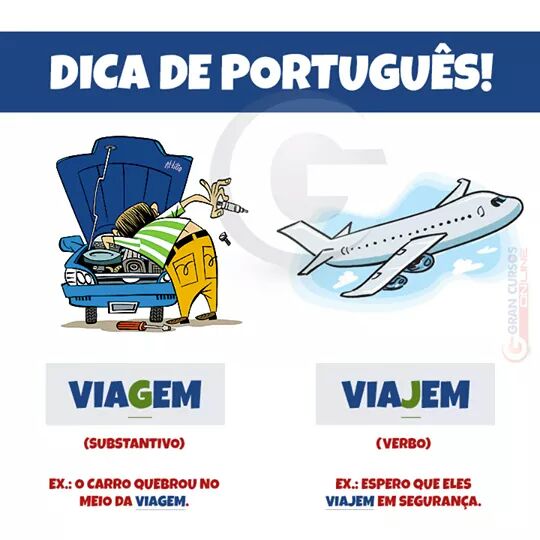 DICA DE PORTUGUÊS!
GRAN CURSOS
ONLINE
VIAGEM
VIAJEM
(SUBSTANTIVO)
(VERBO)
EX.: O CARRO QUEBROU NO
MEIO DA VIAGEM.
EX.: ESPERO QUE ELES
VIAJEM EM SEGURANÇA.